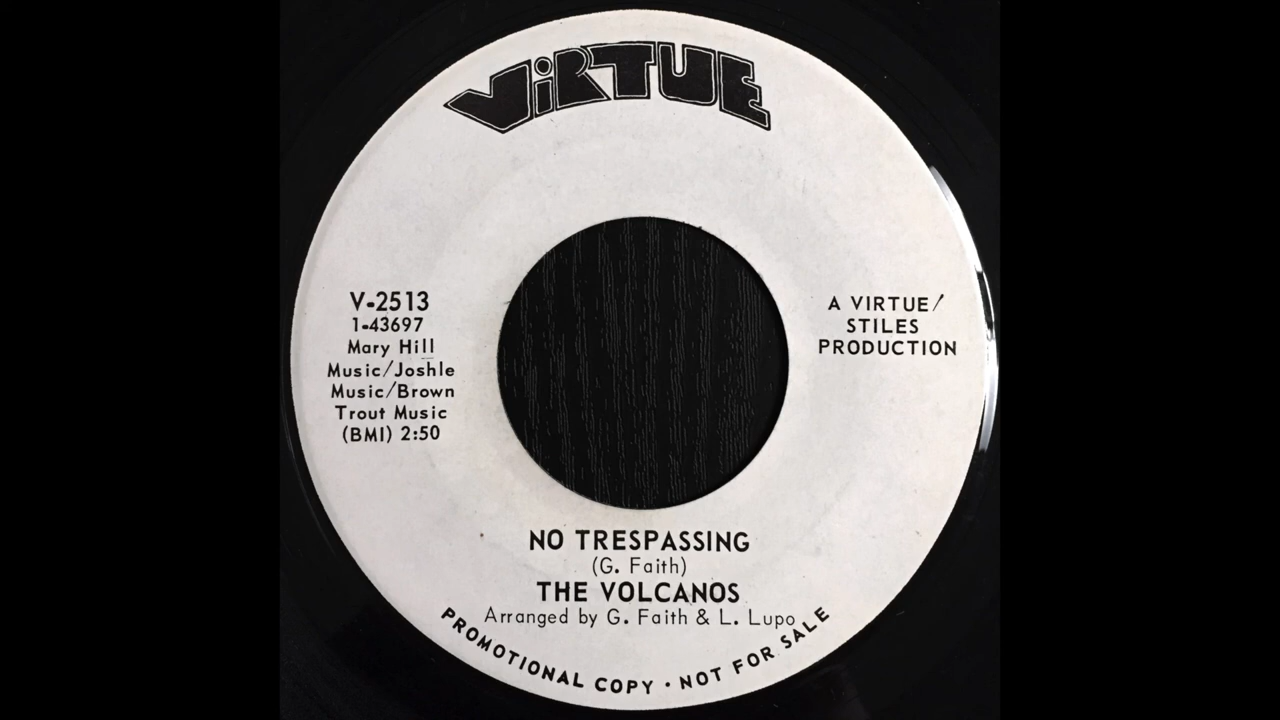 ViRTUE
V-2513
1-43697
Mary Hill
Music/Joshle
Music/Brown
Trout Music
(BMI) 2:50
A VIRTUE/
STILES
PRODUCTION
NO TRESPASSING
(G. Faith)
THE VOLCANOS
Arranged by G. Faith & L. Lupo
PROMOTIONAL COPY · NOT FOR SALE